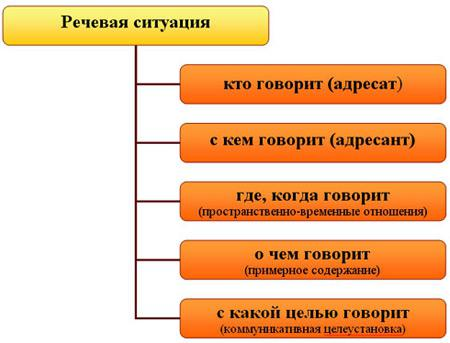 Речевая ситуация
кто говорит (адресат)
с кем говорит (адресант)
где, когда говорит
(пространственно-временные отношения)
о чем говорит
(примерное содержание)
с какой целью говорит
(коммуникативная целеустановка)